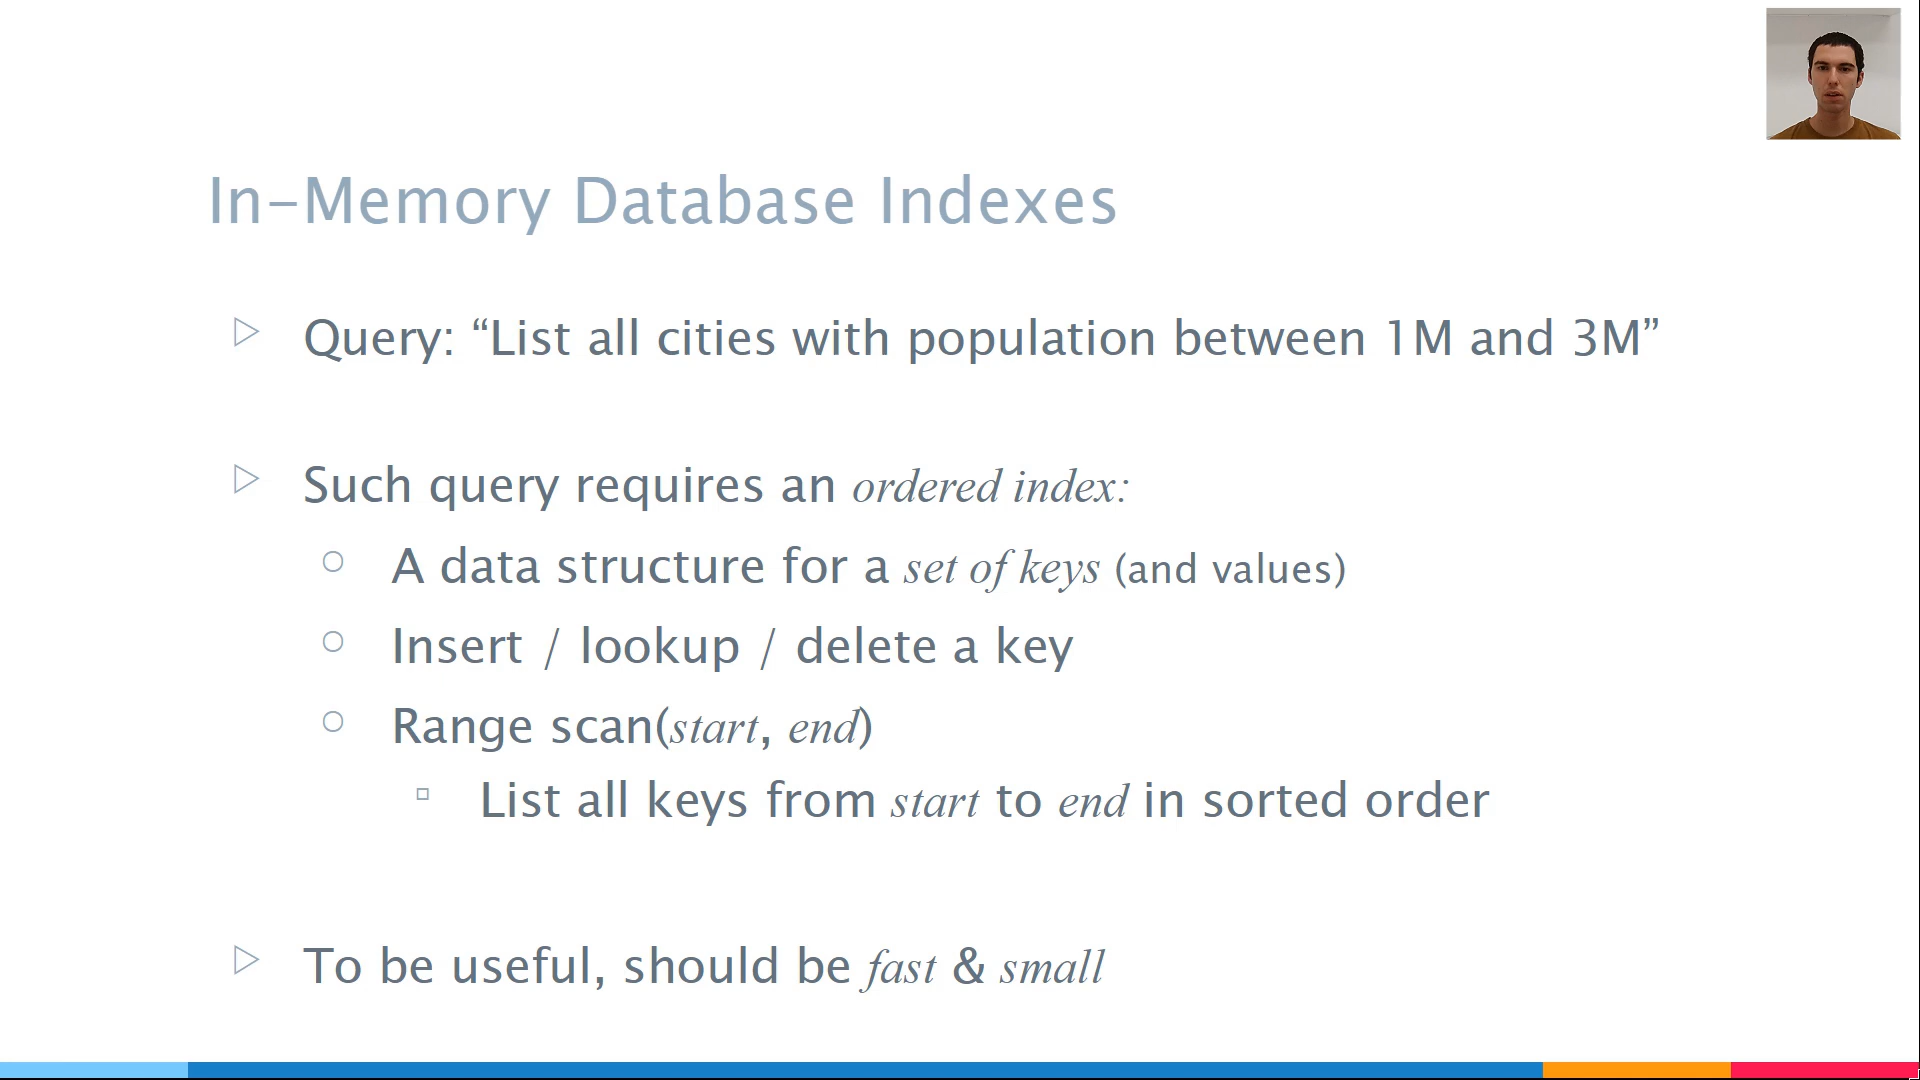 In-Memory Database Indexes
Query: “List all cities with population between 1M and 3M”
Such query requires an ordered index:
A data structure for a set of keys (and values)
Insert / lookup / delete a key
Range scan(start, end)
List all keys from start to end in sorted order
To be useful, should be fast & small